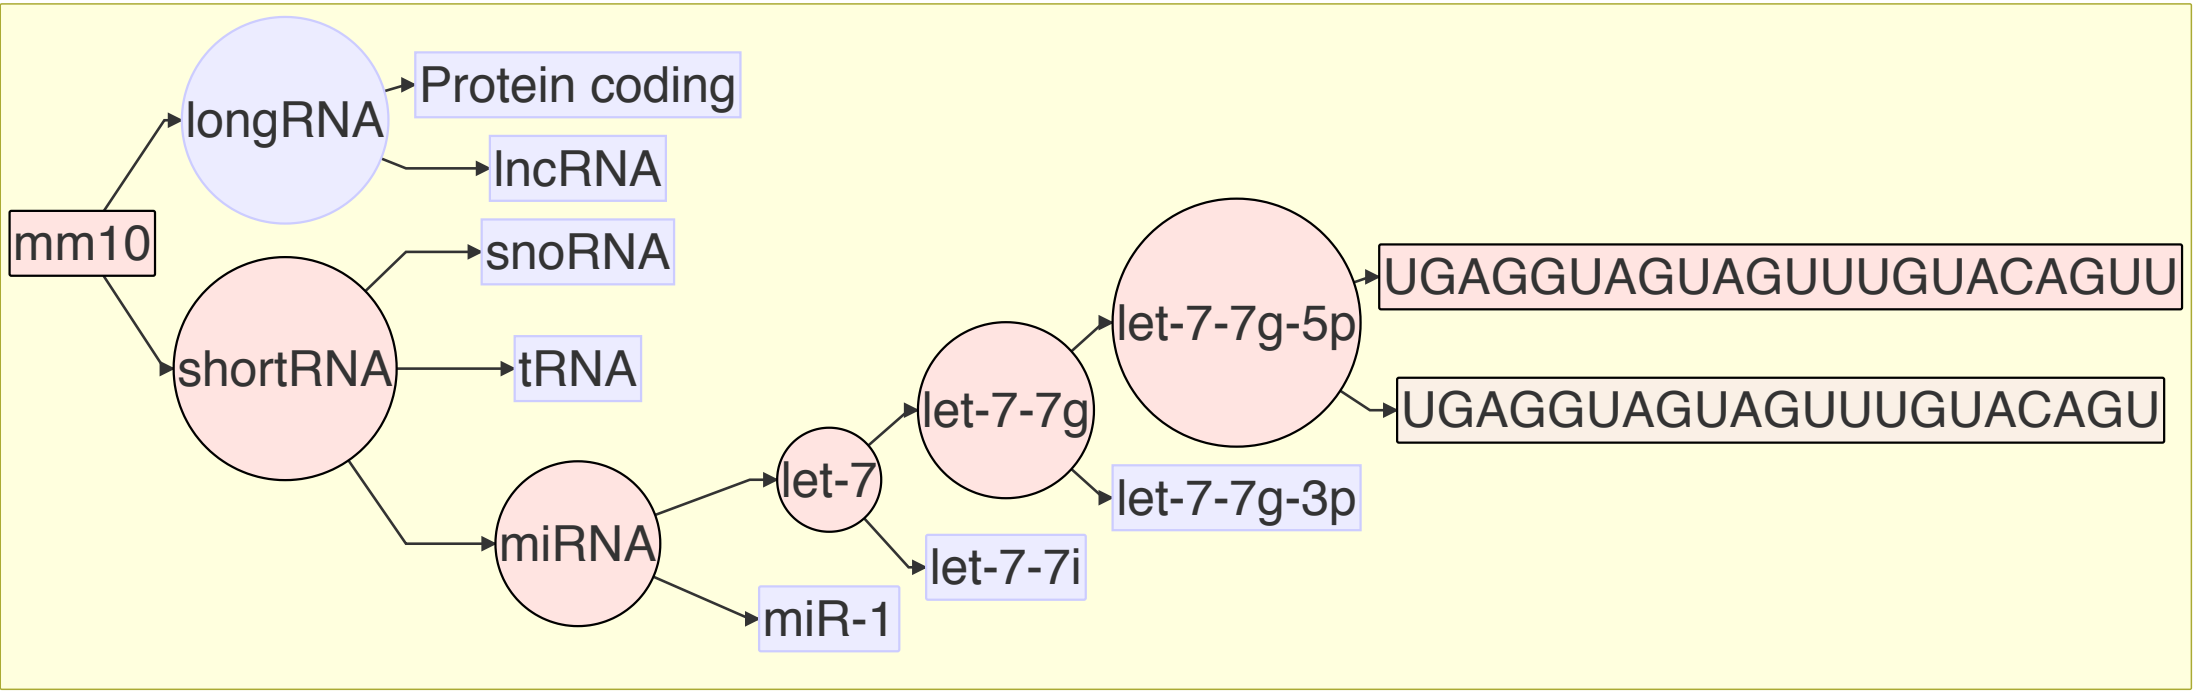 mm10
longRNA
Protein coding
lncRNA
shortRNA
snoRNA
tRNA
miRNA
let-7
miR-1
let-7-7g
let-7-7i
let-7-7g-5p
let-7-7g-3p
UGAGGUAGUAGUUUGUACAGUU
UGAGGUAGUAGUUUGUACAGU